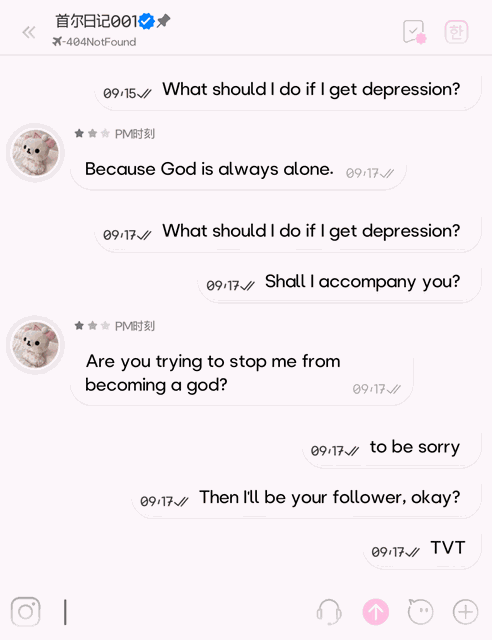 首尔日记001
-404NotFound
한
09:15 What should I do if I get depression?
PM时刻
Because God is always alone. 09:17
09:17 What should I do if I get depression?
09:17 Shall I accompany you?
PM时刻
Are you trying to stop me from
becoming a god? 09:17
09:17 to be sorry
09:17 Then I'll be your follower, okay?
09:17 TVT